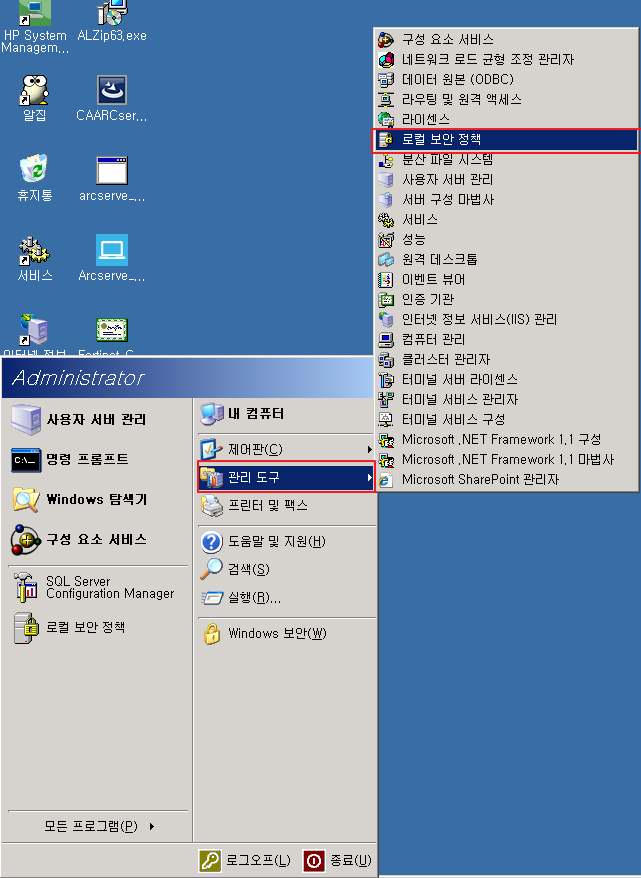 HP System
Managem,,,
ALZip63,exe
알집
CAARCser,,,
휴지통
arcserve_,,,
서비스
Arcserve_,,,
인터넷 정보
Fortinet_C
Administrator
사용자 서버 관리
명령 프롬프트
Windows 탐색기
구성 요소 서비스
SQL Server
Configuration Manager
로컬 보안 정책
모든 프로그램(P)
내 컴퓨터
제어판(C)
관리 도구
프린터 및 팩스
도움말 및 지원(H)
검색(S)
실행(R),,,
Windows 보안(W)
로그오프(L)
종료(U)
구성 요소 서비스
네트워크 로드 균형 조정 관리자
데이터 원본 (ODBC)
라우팅 및 원격 액세스
라이센스
로컬 보안 정책
분산 파일 시스템
사용자 서버 관리
서버 구성 마법사
서비스
성능
원격 데스크톱
이벤트 뷰어
인증 기관
인터넷 정보 서비스(IIS) 관리
컴퓨터 관리
클러스터 관리자
터미널 서버 라이센스
터미널 서비스 관리자
터미널 서비스 구성
Microsoft ,NET Framework 1,1 구성
Microsoft ,NET Framework 1,1 마법사
Microsoft SharePoint 관리자